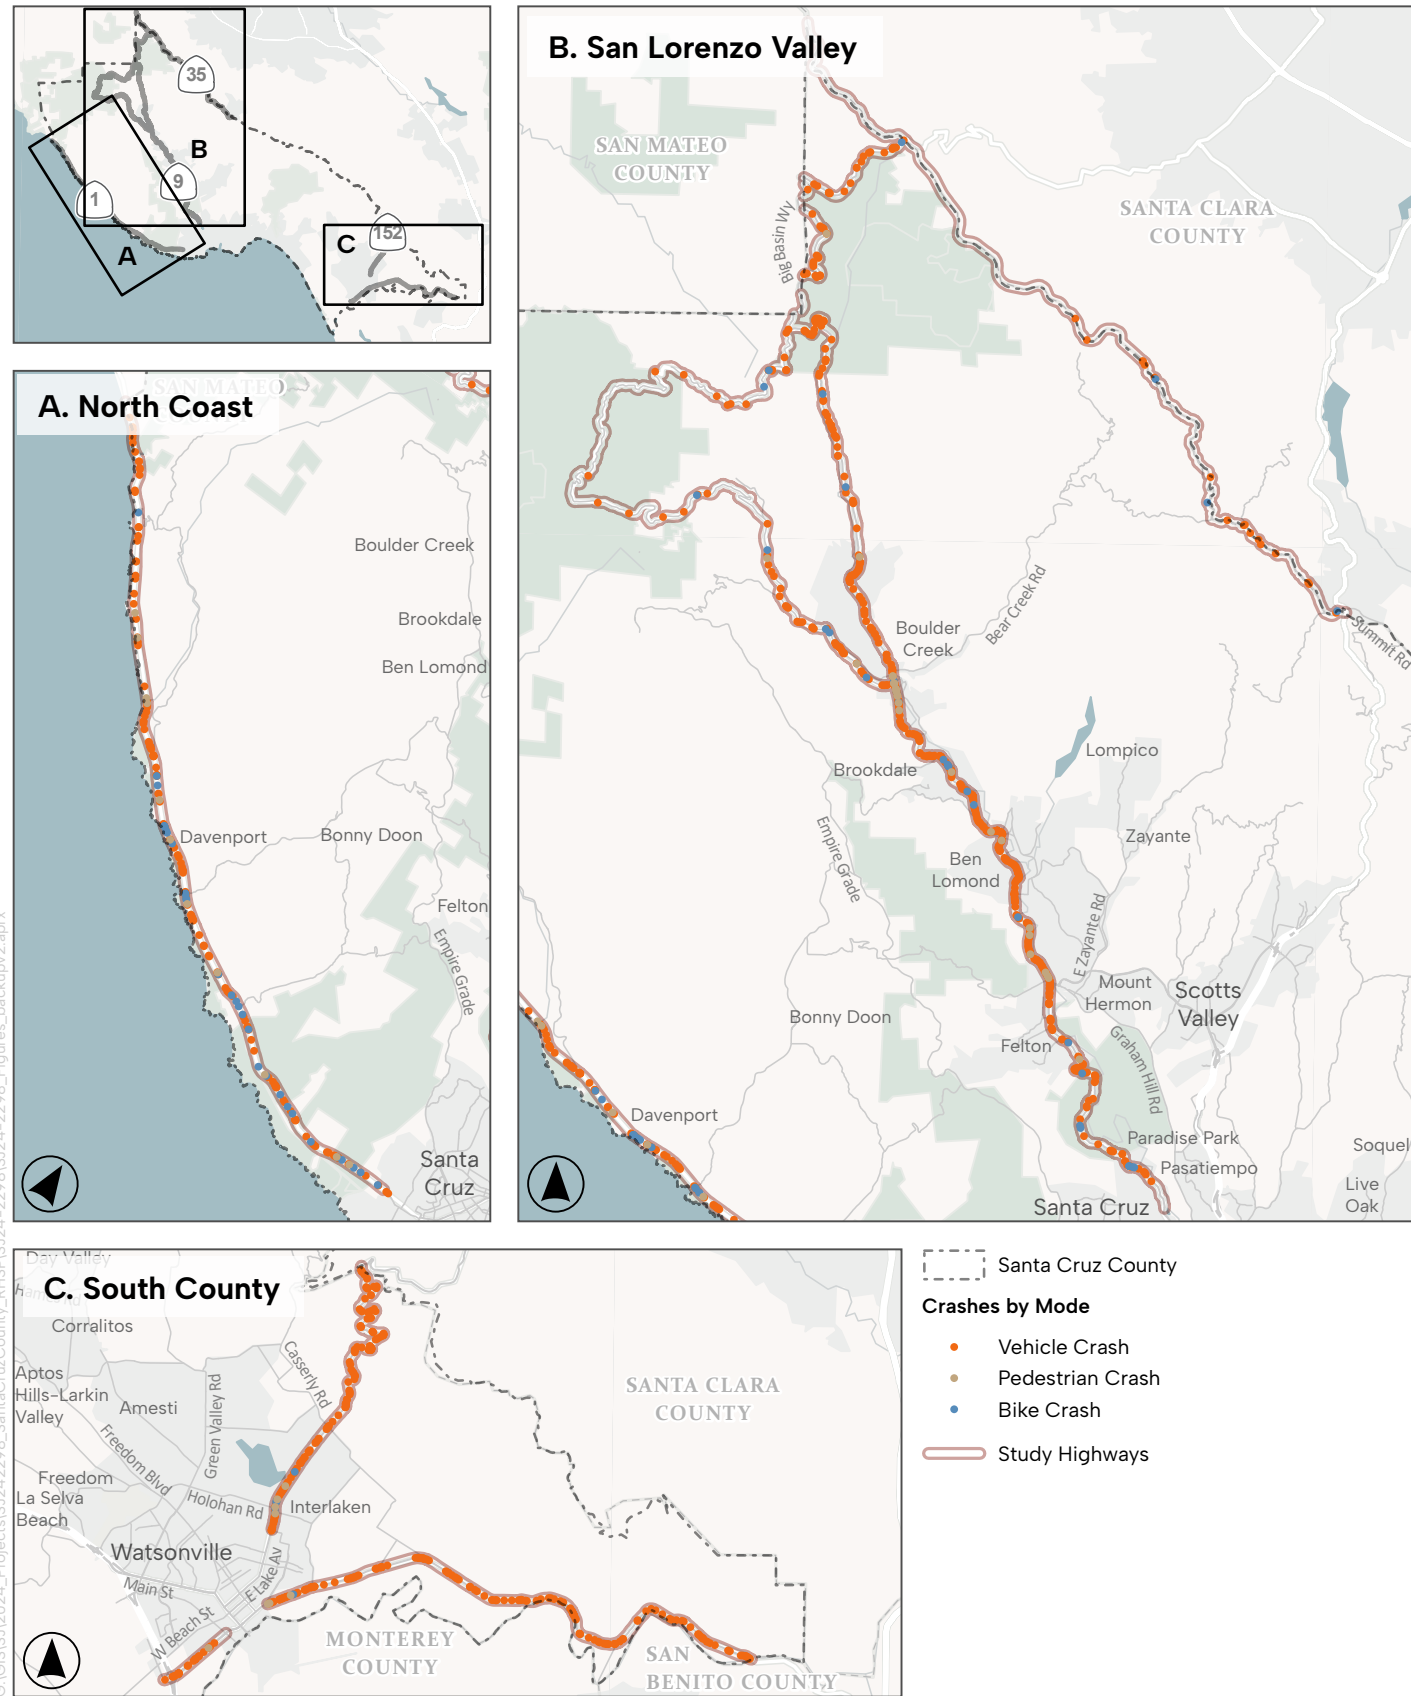 35
B
9
1
A
C
152
A. North Coast
SAN MATEO
Boulder Creek
Brookdale
Ben Lomond
Davenport
Bonny Doon
Felton
Empire Grade
Santa
Cruz
B. San Lorenzo Valley
SAN MATEO
COUNTY
SANTA CLARA
COUNTY
Big Basin Wy
Bear Creek Rd
Summit Rd
Boulder
Creek
Lompico
Brookdale
Zayante
Empire Grade
Ben
Lomond
E Zayante Rd
Mount
Hermon
Scotts
Valley
Bonny Doon
Felton
Graham Hill Rd
Davenport
Paradise Park
Pasatiempo
Soquel
Live
Oak
Santa Cruz
C. South County
Day Valley
Corralitos
Aptos
Hills-Larkin
Valley
Amesti
Green Valley Rd
Casserly Rd
Freedom Blvd
Freedom
La Selva
Beach
Holohan Rd
Interlaken
Watsonville
Main St
E Lake Av
W Beach St
SANTA CLARA
COUNTY
MONTEREY
COUNTY
SAN
BENITO COUNTY
Santa Cruz County
Crashes by Mode
Vehicle Crash
Pedestrian Crash
Bike Crash
Study Highways